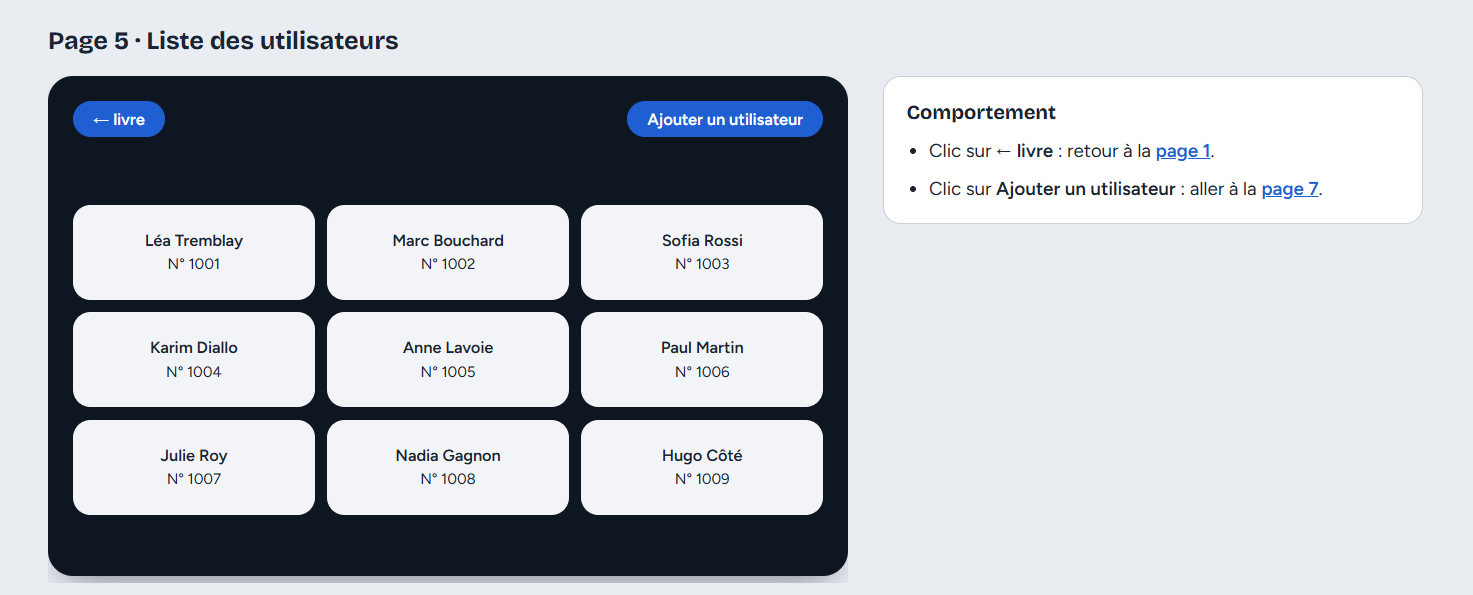 Page 5 · Liste des utilisateurs
← livre
Ajouter un utilisateur
Léa Tremblay
N° 1001
Marc Bouchard
N° 1002
Sofia Rossi
N° 1003
Karim Diallo
N° 1004
Anne Lavoie
N° 1005
Paul Martin
N° 1006
Julie Roy
N° 1007
Nadia Gagnon
N° 1008
Hugo Côté
N° 1009
Comportement
• Clic sur ← livre : retour à la page 1.
• Clic sur Ajouter un utilisateur : aller à la page 7.